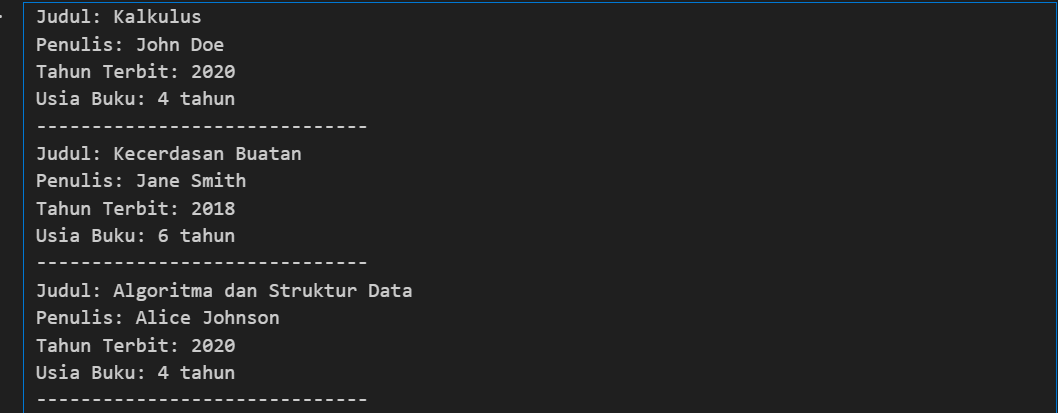 Judul: Kalkulus
Penulis: John Doe
Tahun Terbit: 2020
Usia Buku: 4 tahun
------------------------------
Judul: Kecerdasan Buatan
Penulis: Jane Smith
Tahun Terbit: 2018
Usia Buku: 6 tahun
------------------------------
Judul: Algoritma dan Struktur Data
Penulis: Alice Johnson
Tahun Terbit: 2020
Usia Buku: 4 tahun
------------------------------